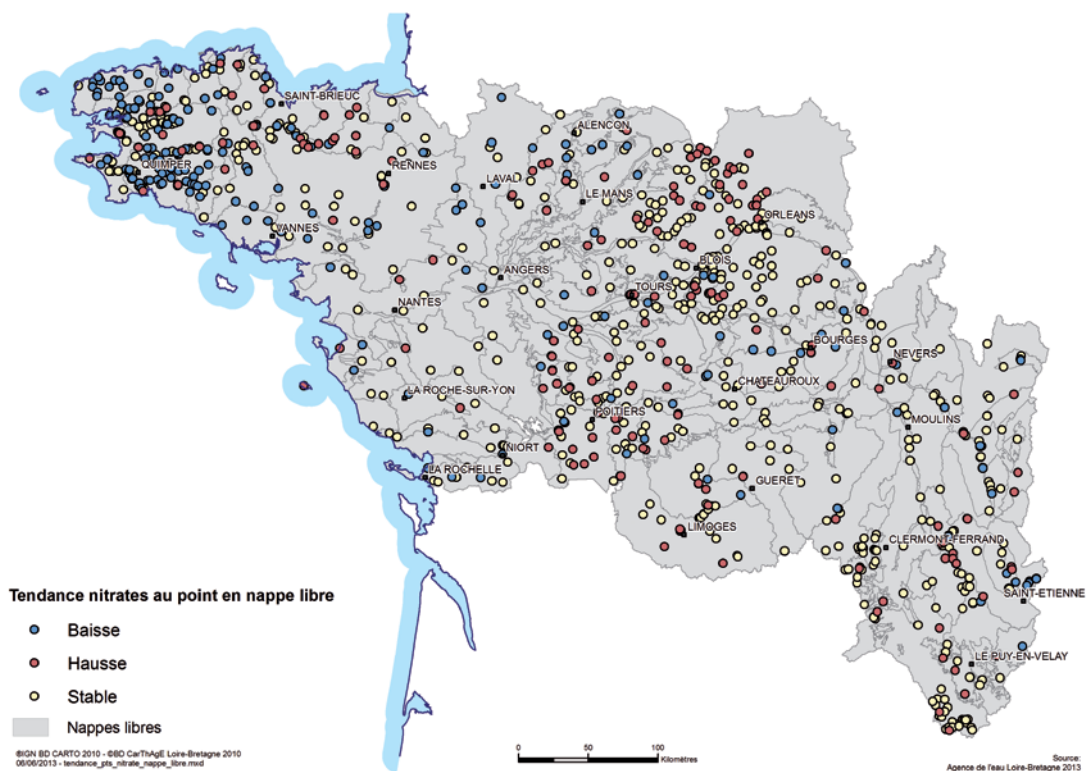 SAINT-BRIEUC
ALENCON
QUIMPER
RENNES
LAVAL
LE MANS
ORLEANS
VANNES
ANGERS
BLOIS
TOURS
NANTES
BOURGES
NEVERS
LA ROCHE-SUR-YON
CHATEAUROUX
POITIERS
MOULINS
NIORT
LA ROCHELLE
GUERET
LIMOGES
CLERMONT-FERRAND
SAINT-ETIENNE
LE PUY-EN-VELAY
Tendance nitrates au point en nappe libre
Baisse
Hausse
Stable
Nappes libres
©IGN BD CARTO 2010 - ©BD CarThAgE Loire-Bretagne 2010
06/06/2013 - tendance_pts_nitrate_nappe_libre.mxd
0 50 100
Kilomètres
Source:
Agence de l'eau Loire-Bretagne 2013